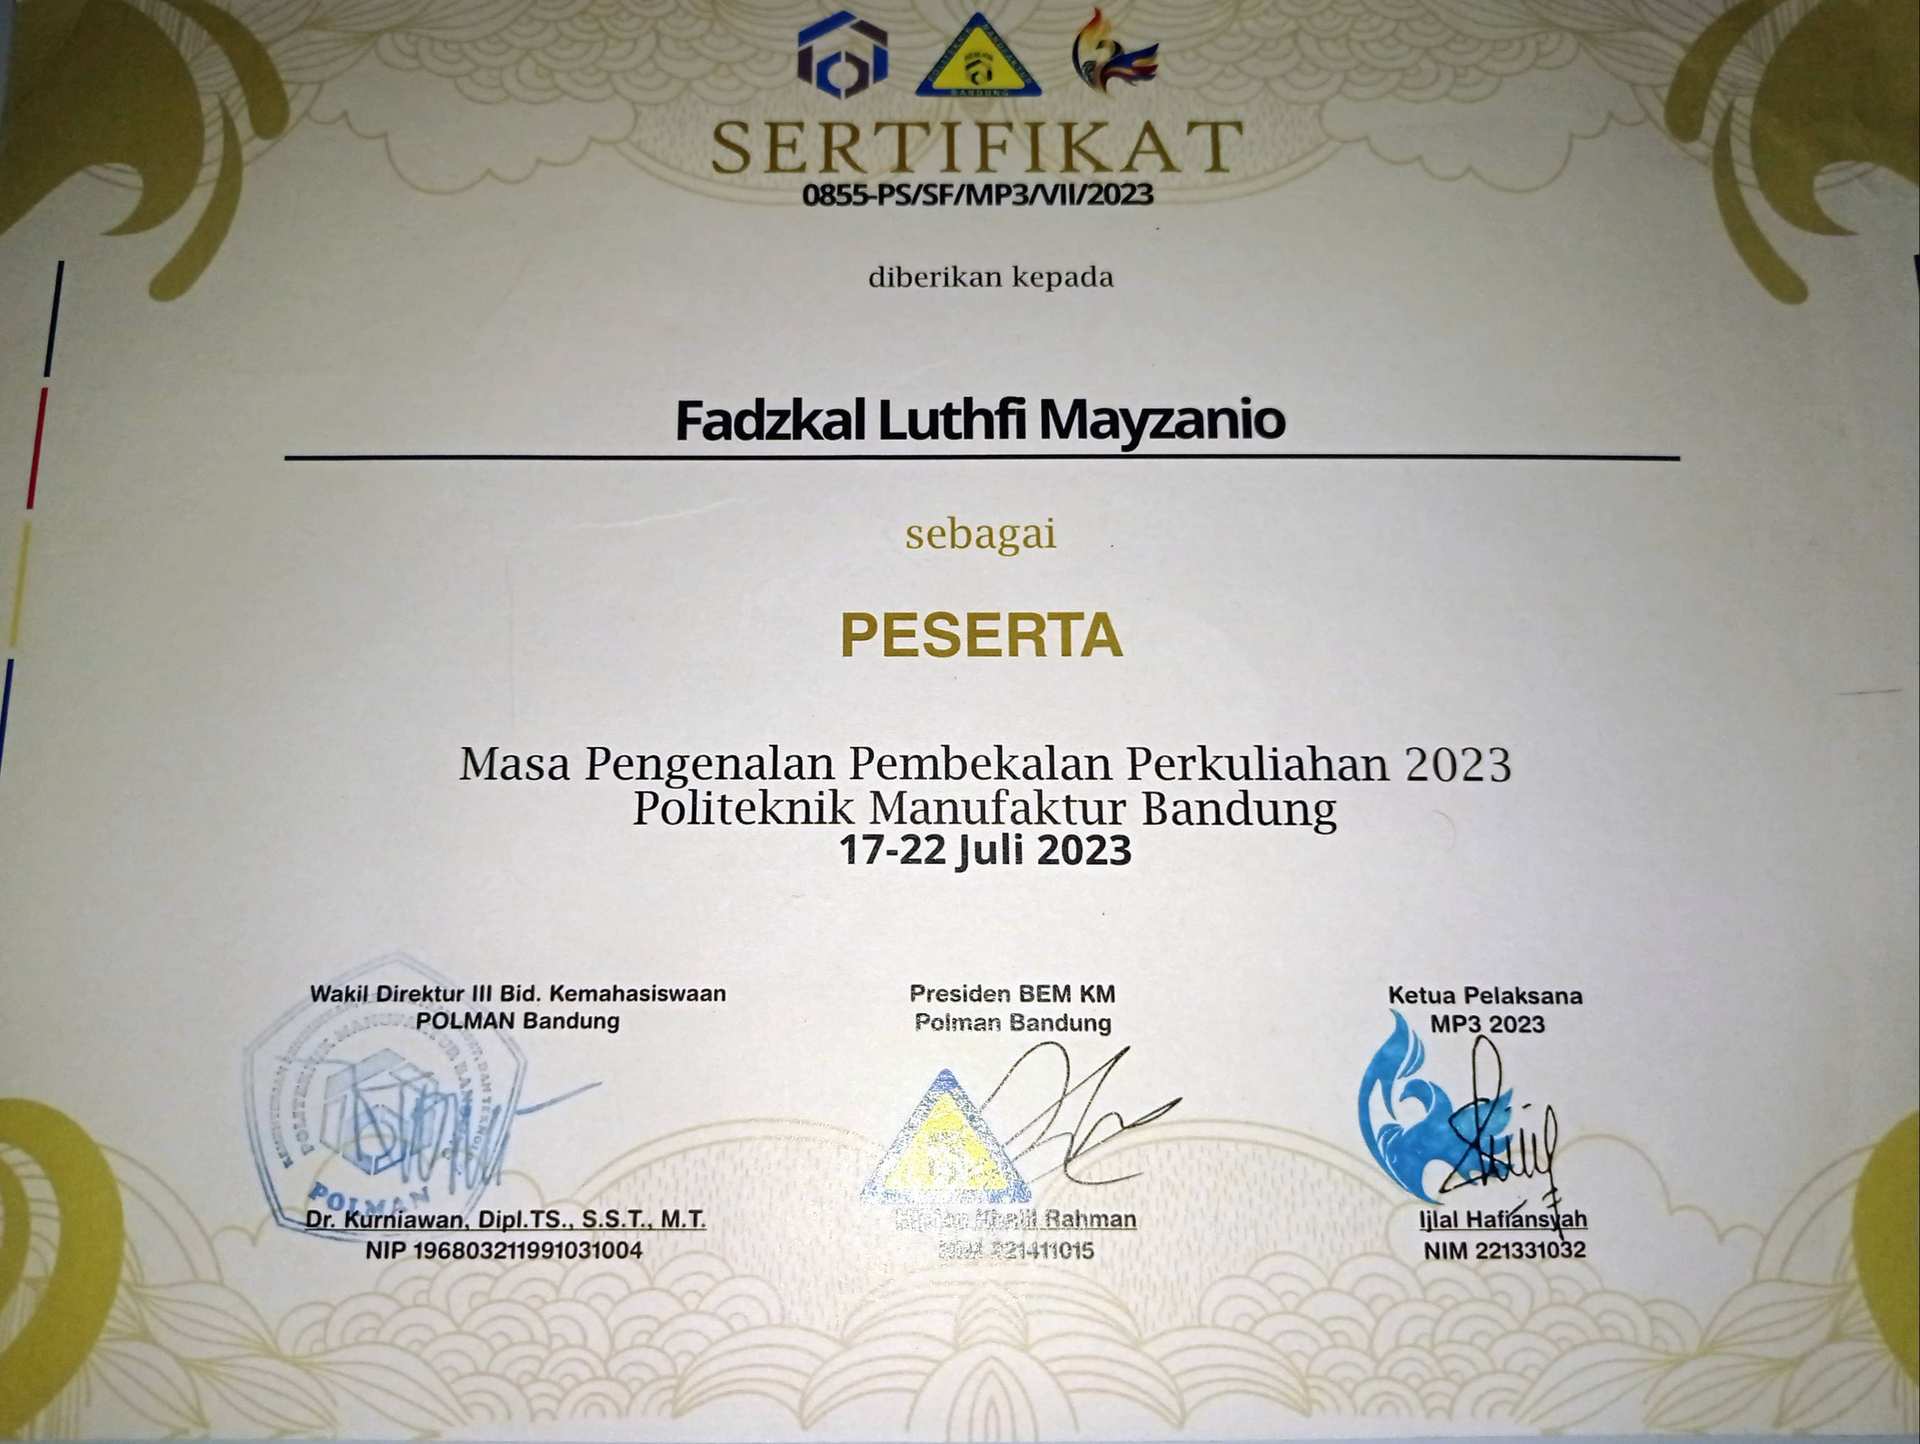 SERTIFIKAT
0855-PS/SF/MP3/VII/2023
diberikan kepada
Fadzkal Luthfi Mayzanio
sebagai
PESERTA
Masa Pengenalan Pembekalan Perkuliahan 2023
Politeknik Manufaktur Bandung
17-22 Juli 2023
Wakil Direktur III Bid. Kemahasiswaan
POLMAN Bandung
POLMAN
Dr. Kurniawan, Dipl.TS., S.S.T., M.T.
NIP 196803211991031004
Presiden BEM KM
Polman Bandung
Rahman
221411015
Ketua Pelaksana
MP3 2023
Ijlal Hafiansyah
NIM 221331032